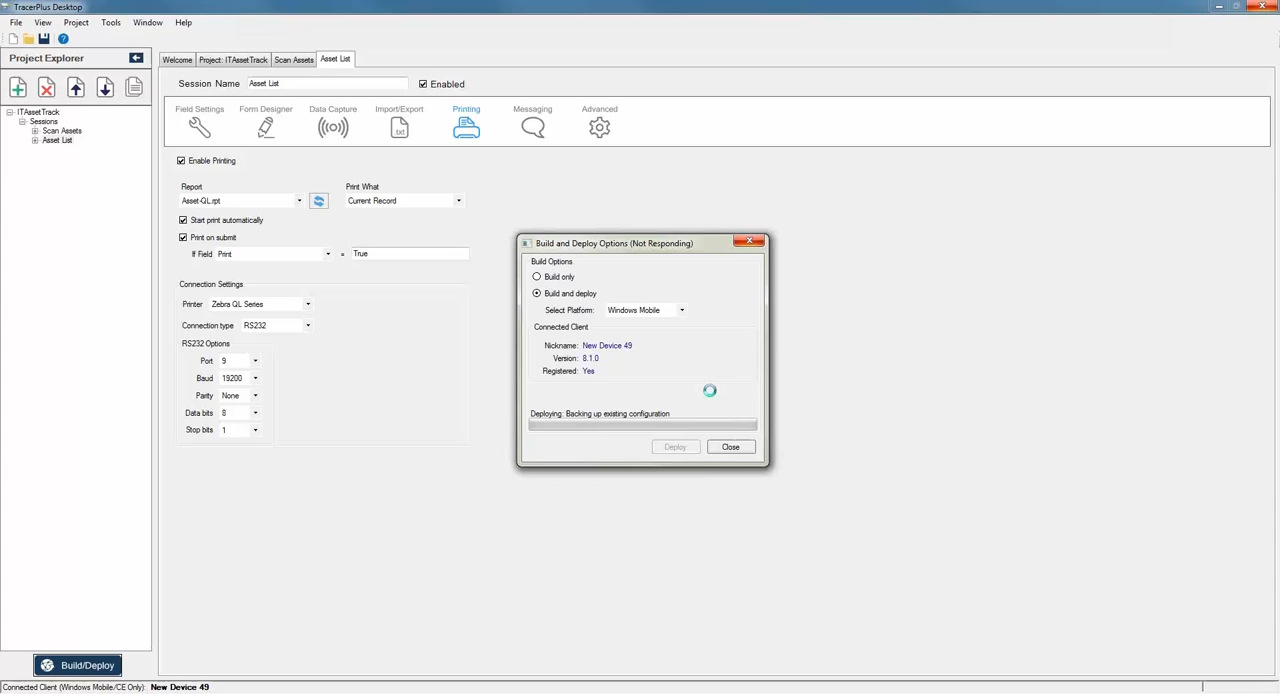 TracerPlus Desktop
File View Project Tools Window Help
Project Explorer
ITAssetTrack
Sessions
Scan Assets
Asset List
Build/Deploy
Welcome Project: ITAssetTrack Scan Assets Asset List
Session Name Asset List Enabled
Field Settings Form Designer Data Capture Import/Export Printing Messaging Advanced
.txt
Enable Printing
Report Print What
Asset-QL.rpt Current Record
Start print automatically
Print on submit
If Field Print = True
Connection Settings
Printer Zebra QL Series
Connection type RS232
RS232 Options
Port 9
Baud 19200
Parity None
Data bits 8
Stop bits 1
Build and Deploy Options (Not Responding)
Build Options
Build only
Build and deploy
Select Platform: Windows Mobile
Connected Client
Nickname: New Device 49
Version: 8.1.0
Registered: Yes
Deploying: Backing up existing configuration
Deploy Close
Connected Client (Windows Mobile/CE Only): New Device 49